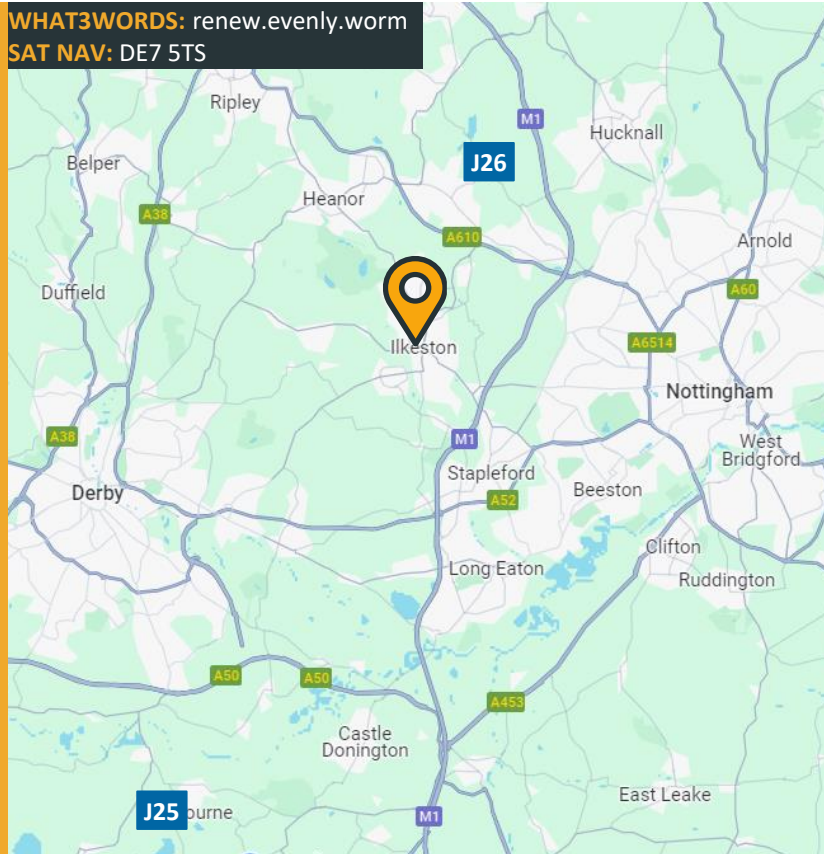 WHAT3WORDS: renew.evenly.worm
SAT NAV: DE7 5TS
Ripley
M1
Hucknall
J26
Belper
Heanor
A38
A610
Arnold
Duffield
A60
Ilkeston
A6514
Nottingham
A38
M1
West
Bridgford
Stapleford
Derby
A52
Beeston
Clifton
Long Eaton
Ruddington
A50
A50
A453
Castle
Donington
East Leake
J25
ourne
M1